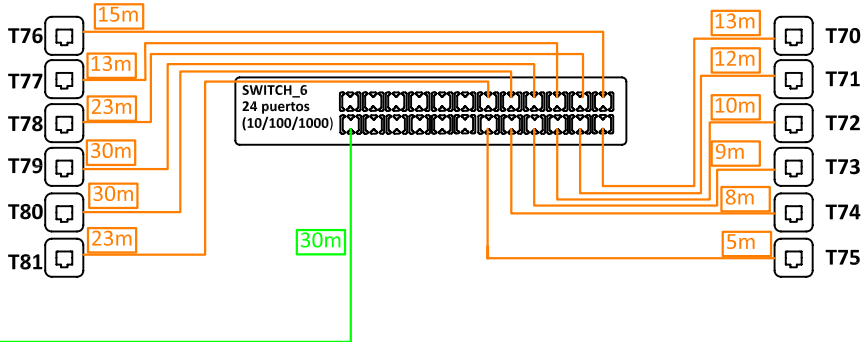 15m
T76
13m
T77
23m
T78
30m
T79
30m
T80
23m
T81
SWITCH_6
24 puertos
(10/100/1000)
30m
13m
T70
12m
T71
10m
T72
9m
T73
8m
T74
5m
T75